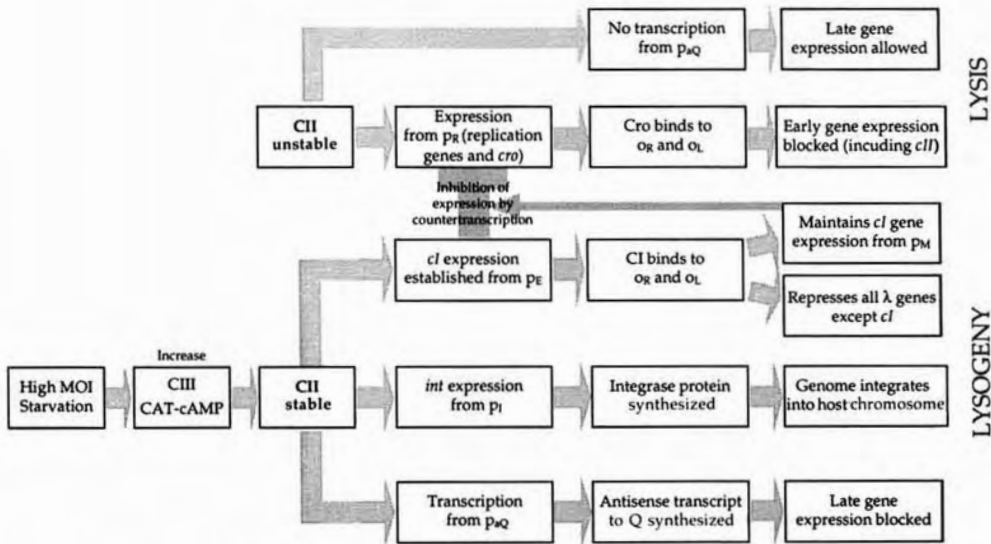 No transcription
from paQ
Late gene
expression allowed
LYSIS
CII
unstable
Expression
from pR (replication
genes and cro)
Cro binds to
oR and oL
Early gene expression
blocked (incuding cII)
Inhibition of
expression by
countertranscription
Maintains cI gene
expression from pM
cI expression
established from pE
CI binds to
oR and oL
Represses all λ genes
except cI
LYSOGENY
Increase
High MOI
Starvation
CIII
CAT-cAMP
CII
stable
int expression
from pI
Integrase protein
synthesized
Genome integrates
into host chromosome
Transcription
from paQ
Antisense transcript
to Q synthesized
Late gene
expression blocked